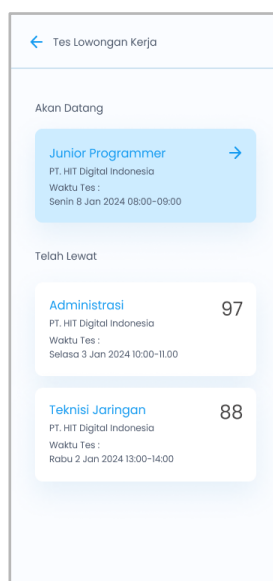 Tes Lowongan Kerja
Akan Datang
Junior Programmer
PT. HIT Digital Indonesia
Waktu Tes :
Senin 8 Jan 2024 08:00-09:00
Telah Lewat
Administrasi
97
PT. HIT Digital Indonesia
Waktu Tes :
Selasa 3 Jan 2024 10:00-11.00
Teknisi Jaringan
88
PT. HIT Digital Indonesia
Waktu Tes :
Rabu 2 Jan 2024 13:00-14:00